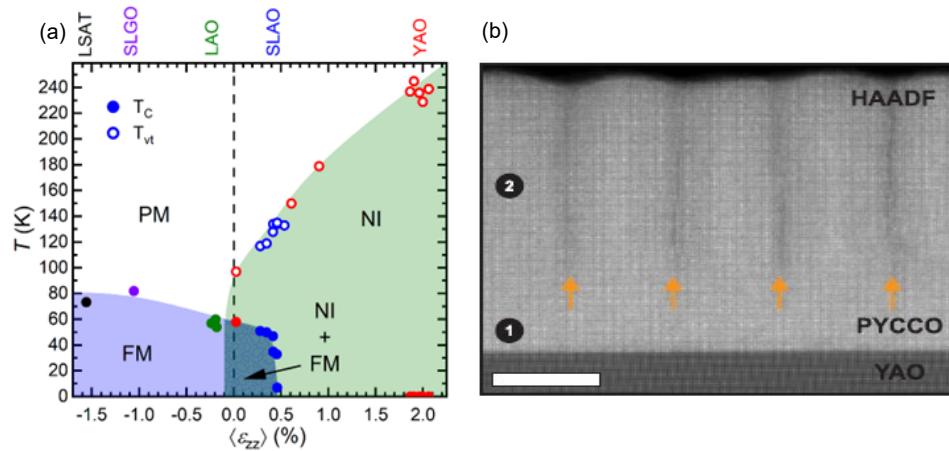 (a)
LSAT
SLGO
LAO
SLAO
YAO
T (K)
240
220
200
180
160
140
120
100
80
60
40
20
0
T_C
T_vt
PM
NI
FM
NI
+
FM
-1.5 -1.0 -0.5 0.0 0.5 1.0 1.5 2.0
⟨ε_zz⟩ (%)
(b)
HAADF
2
1
PYCCO
YAO